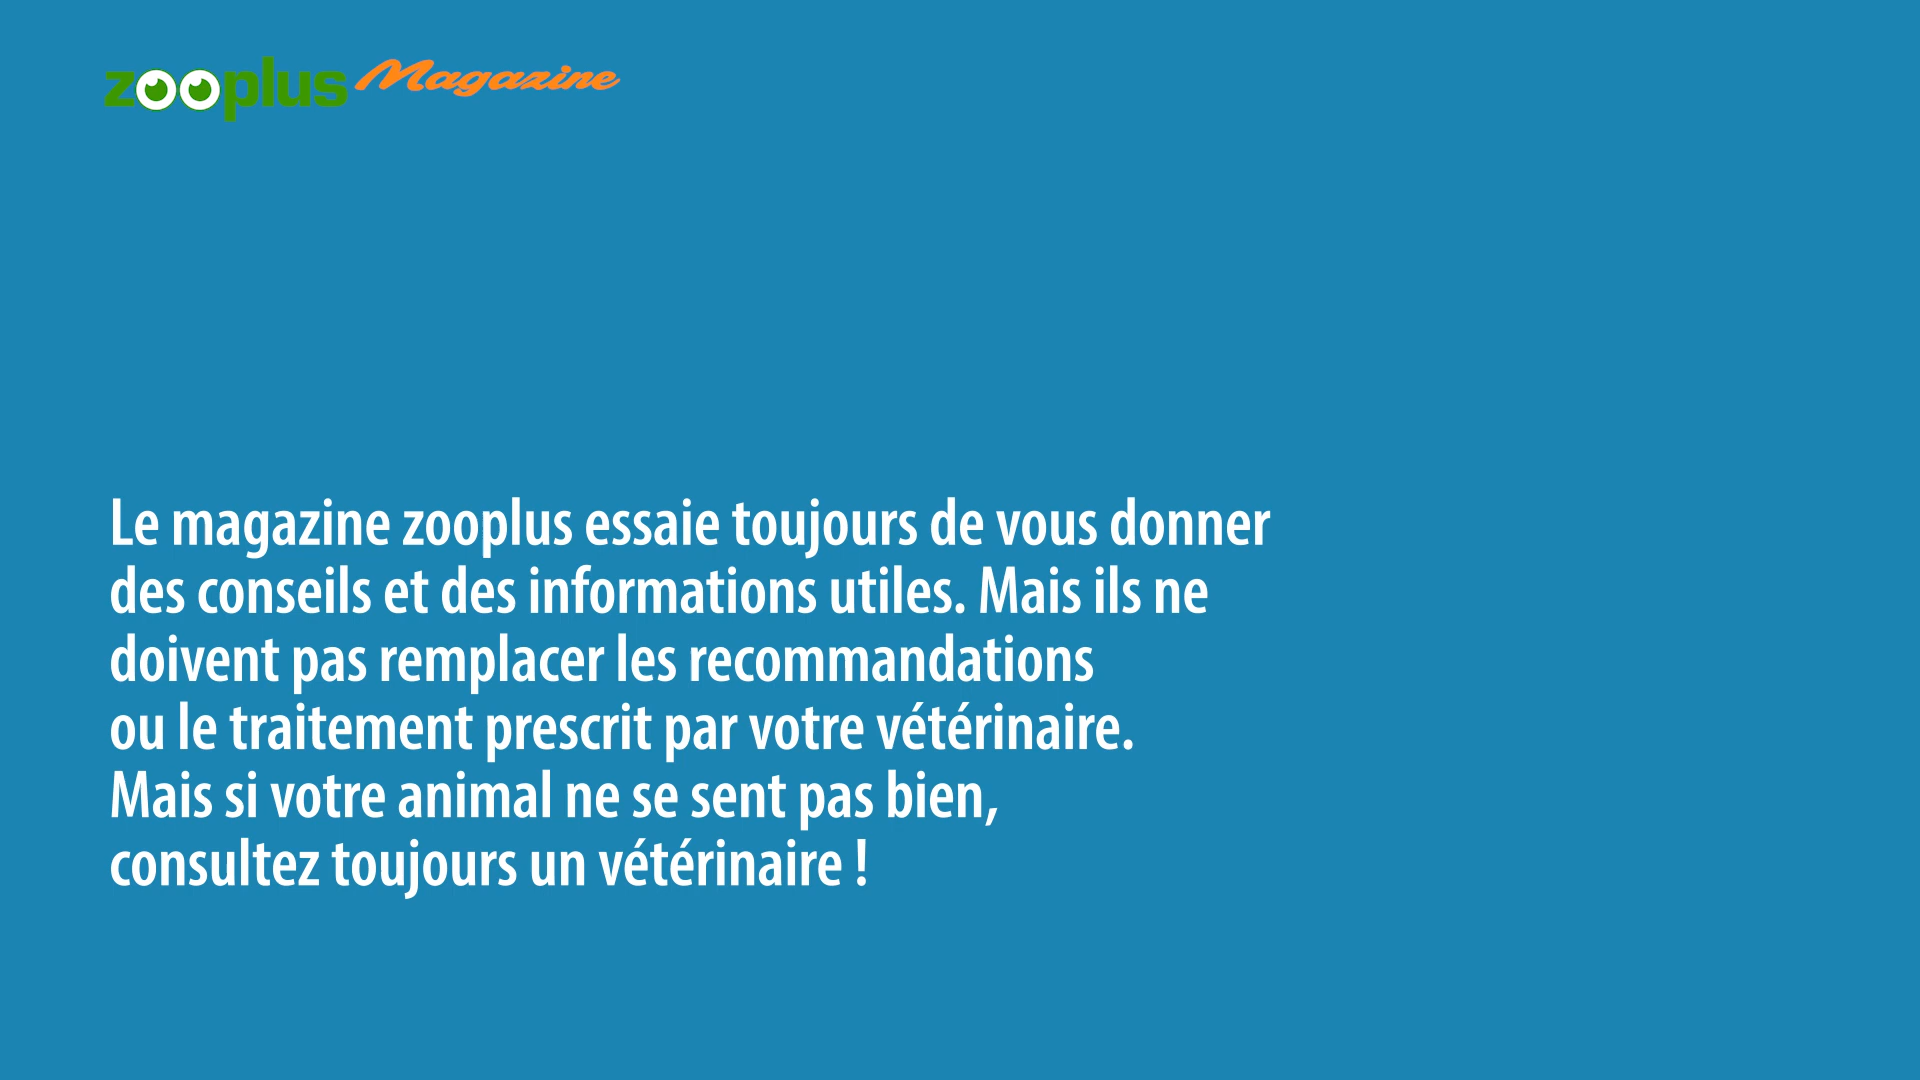 zooplus Magazine
Le magazine zooplus essaie toujours de vous donner
des conseils et des informations utiles. Mais ils ne
doivent pas remplacer les recommandations
ou le traitement prescrit par votre vétérinaire.
Mais si votre animal ne se sent pas bien,
consultez toujours un vétérinaire !